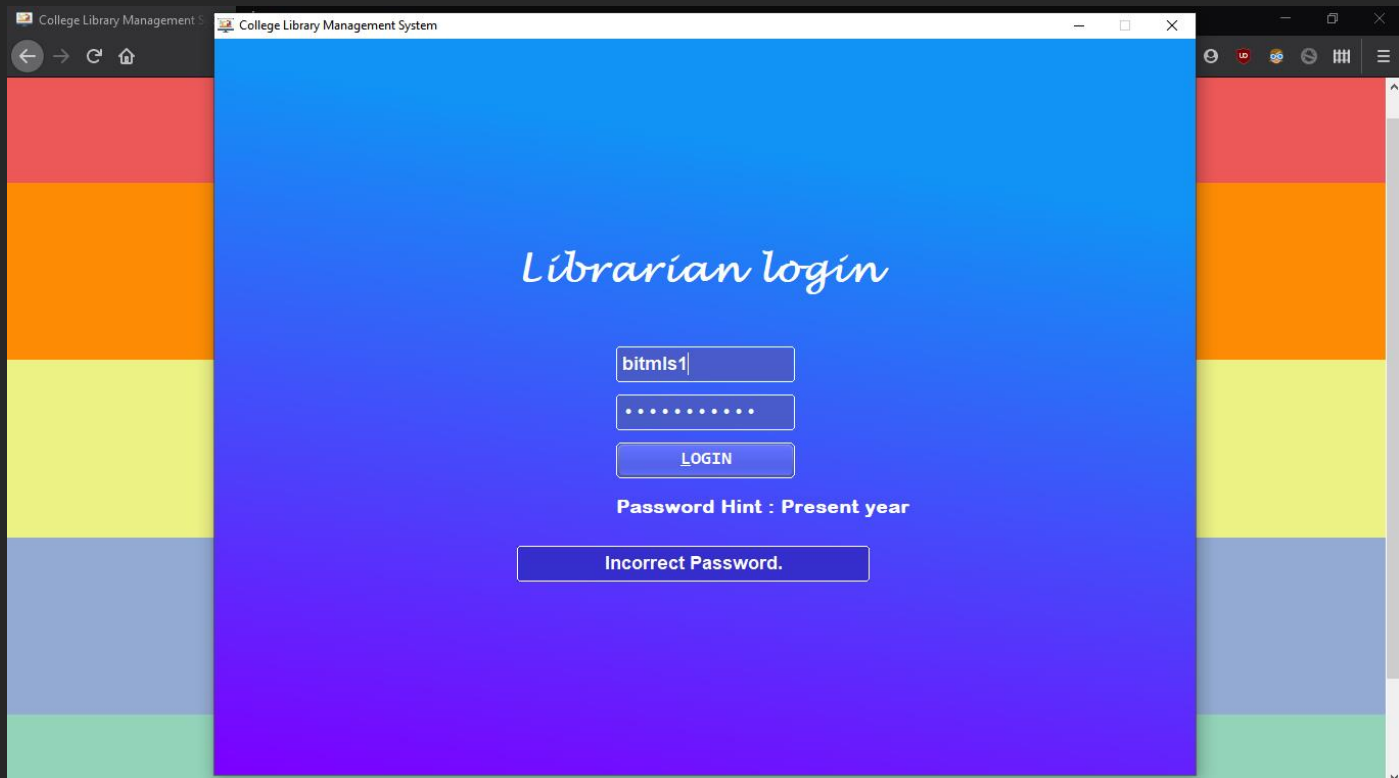 College Library Management S
College Library Management System
Librarian login
bitmls1
•••••••••••
LOGIN
Password Hint : Present year
Incorrect Password.